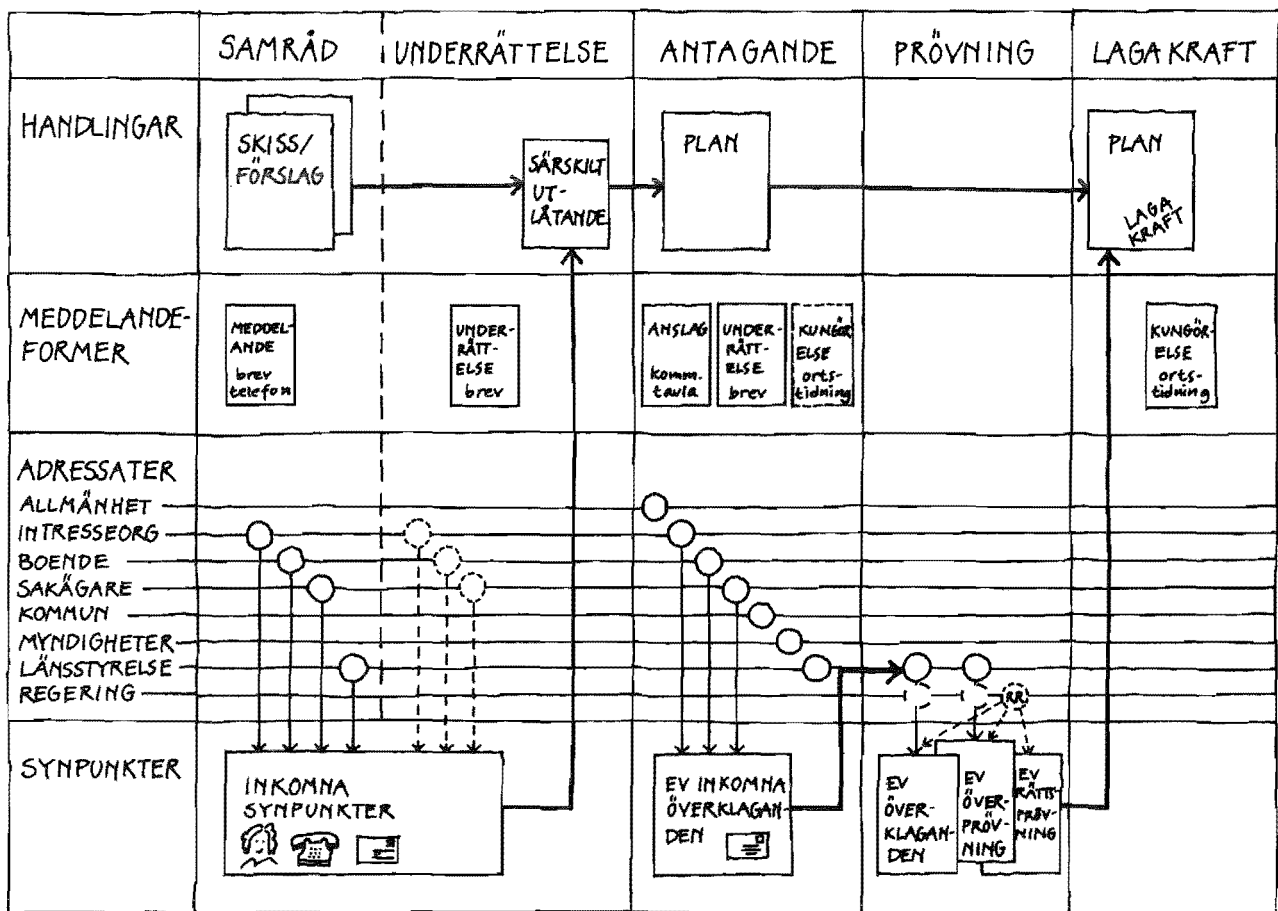 SAMRÅD
UNDERRÄTTELSE
ANTAGANDE
PRÖVNING
LAGA KRAFT
HANDLINGAR
SKISS/
FÖRSLAG
SÄRSKILT
UT-
LÅTANDE
PLAN
PLAN
LAGA
KRAFT
MEDDELANDE-
FORMER
MEDDEL-
ANDE
brev
telefon
UNDER-
RÄTT-
ELSE
brev
ANSLAG
komm.
tavla
UNDER-
RÄTT-
ELSE
brev
KUNGÖR
ELSE
orts-
tidning
KUNGÖR-
ELSE
orts-
tidning
ADRESSATER
ALLMÄNHET
INTRESSEORG
BOENDE
SAKÄGARE
KOMMUN
MYNDIGHETER
LÄNSSTYRELSE
REGERING
RR
SYNPUNKTER
INKOMNA
SYNPUNKTER
EV INKOMNA
ÖVERKLAGAN-
DEN
EV
ÖVER-
KLAGAN-
DEN
EV
ÖVER-
PRÖV-
NING
EV
RÄTTS-
PRÖV-
NING